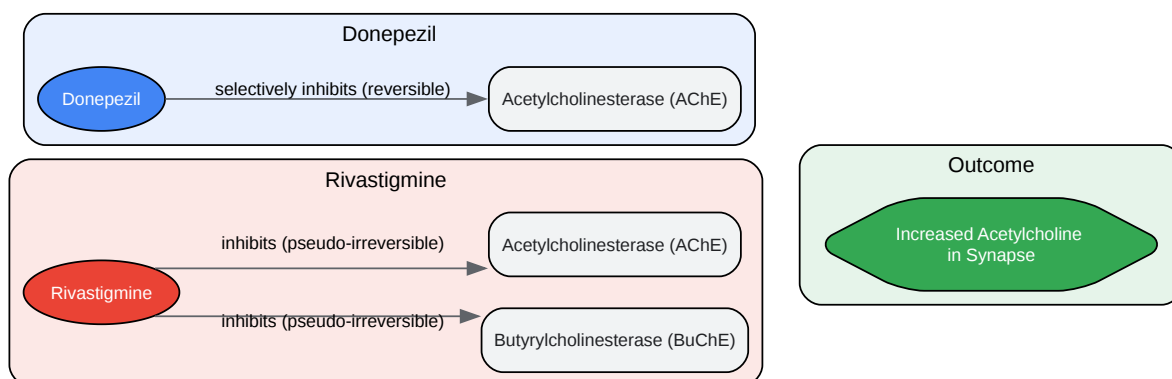 Donepezil
Donepezil
selectively inhibits (reversible)
Acetylcholinesterase (AChE)
Rivastigmine
Rivastigmine
inhibits (pseudo-irreversible)
Acetylcholinesterase (AChE)
inhibits (pseudo-irreversible)
Butyrylcholinesterase (BuChE)
Outcome
Increased Acetylcholine
in Synapse